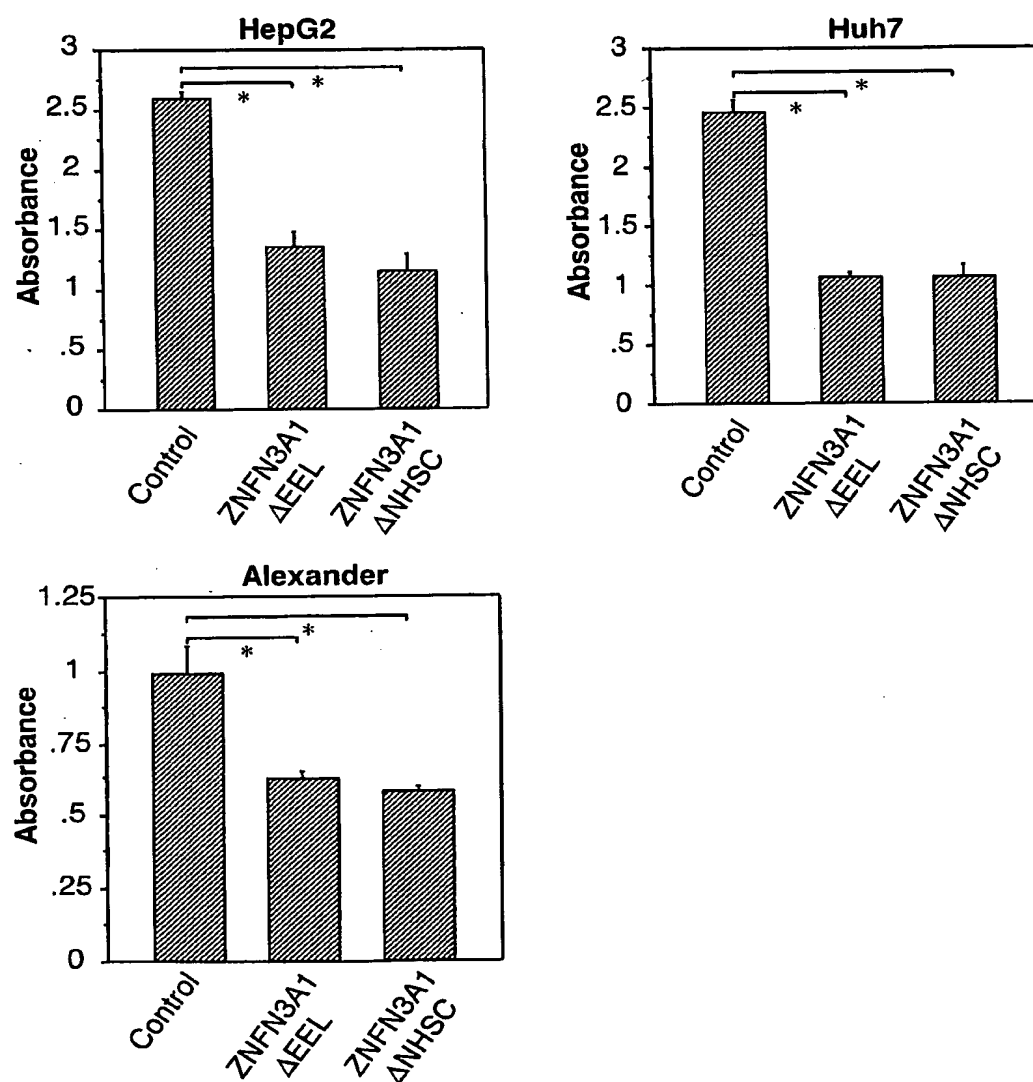 HepG2
3
2.5
2
1.5
1
.5
0
Absorbance
*
*
Control
ZNFN3A1
ΔEEL
ZNFN3A1
ΔNHSC
Huh7
3
2.5
2
1.5
1
.5
0
Absorbance
*
*
Control
ZNFN3A1
ΔEEL
ZNFN3A1
ΔNHSC
Alexander
1.25
1
.75
.5
.25
0
Absorbance
*
*
Control
ZNFN3A1
ΔEEL
ZNFN3A1
ΔNHSC